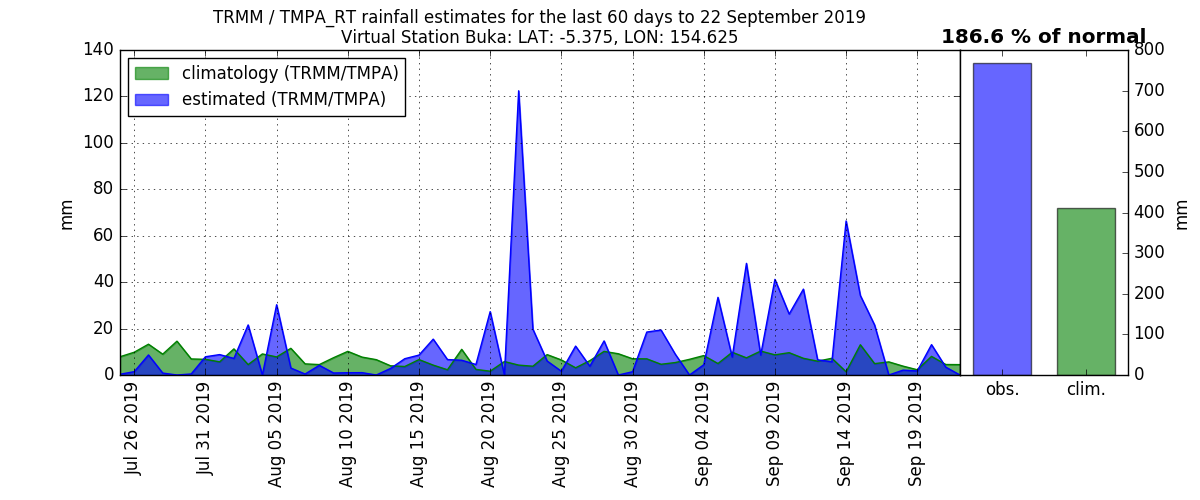 TRMM / TMPA_RT rainfall estimates for the last 60 days to 22 September 2019
Virtual Station Buka: LAT: -5.375, LON: 154.625
186.6 % of normal
climatology (TRMM/TMPA)
estimated (TRMM/TMPA)
140
120
100
80
60
40
20
0
mm
Jul 26 2019
Jul 31 2019
Aug 05 2019
Aug 10 2019
Aug 15 2019
Aug 20 2019
Aug 25 2019
Aug 30 2019
Sep 04 2019
Sep 09 2019
Sep 14 2019
Sep 19 2019
obs.
clim.
800
700
600
500
400
300
200
100
0
mm